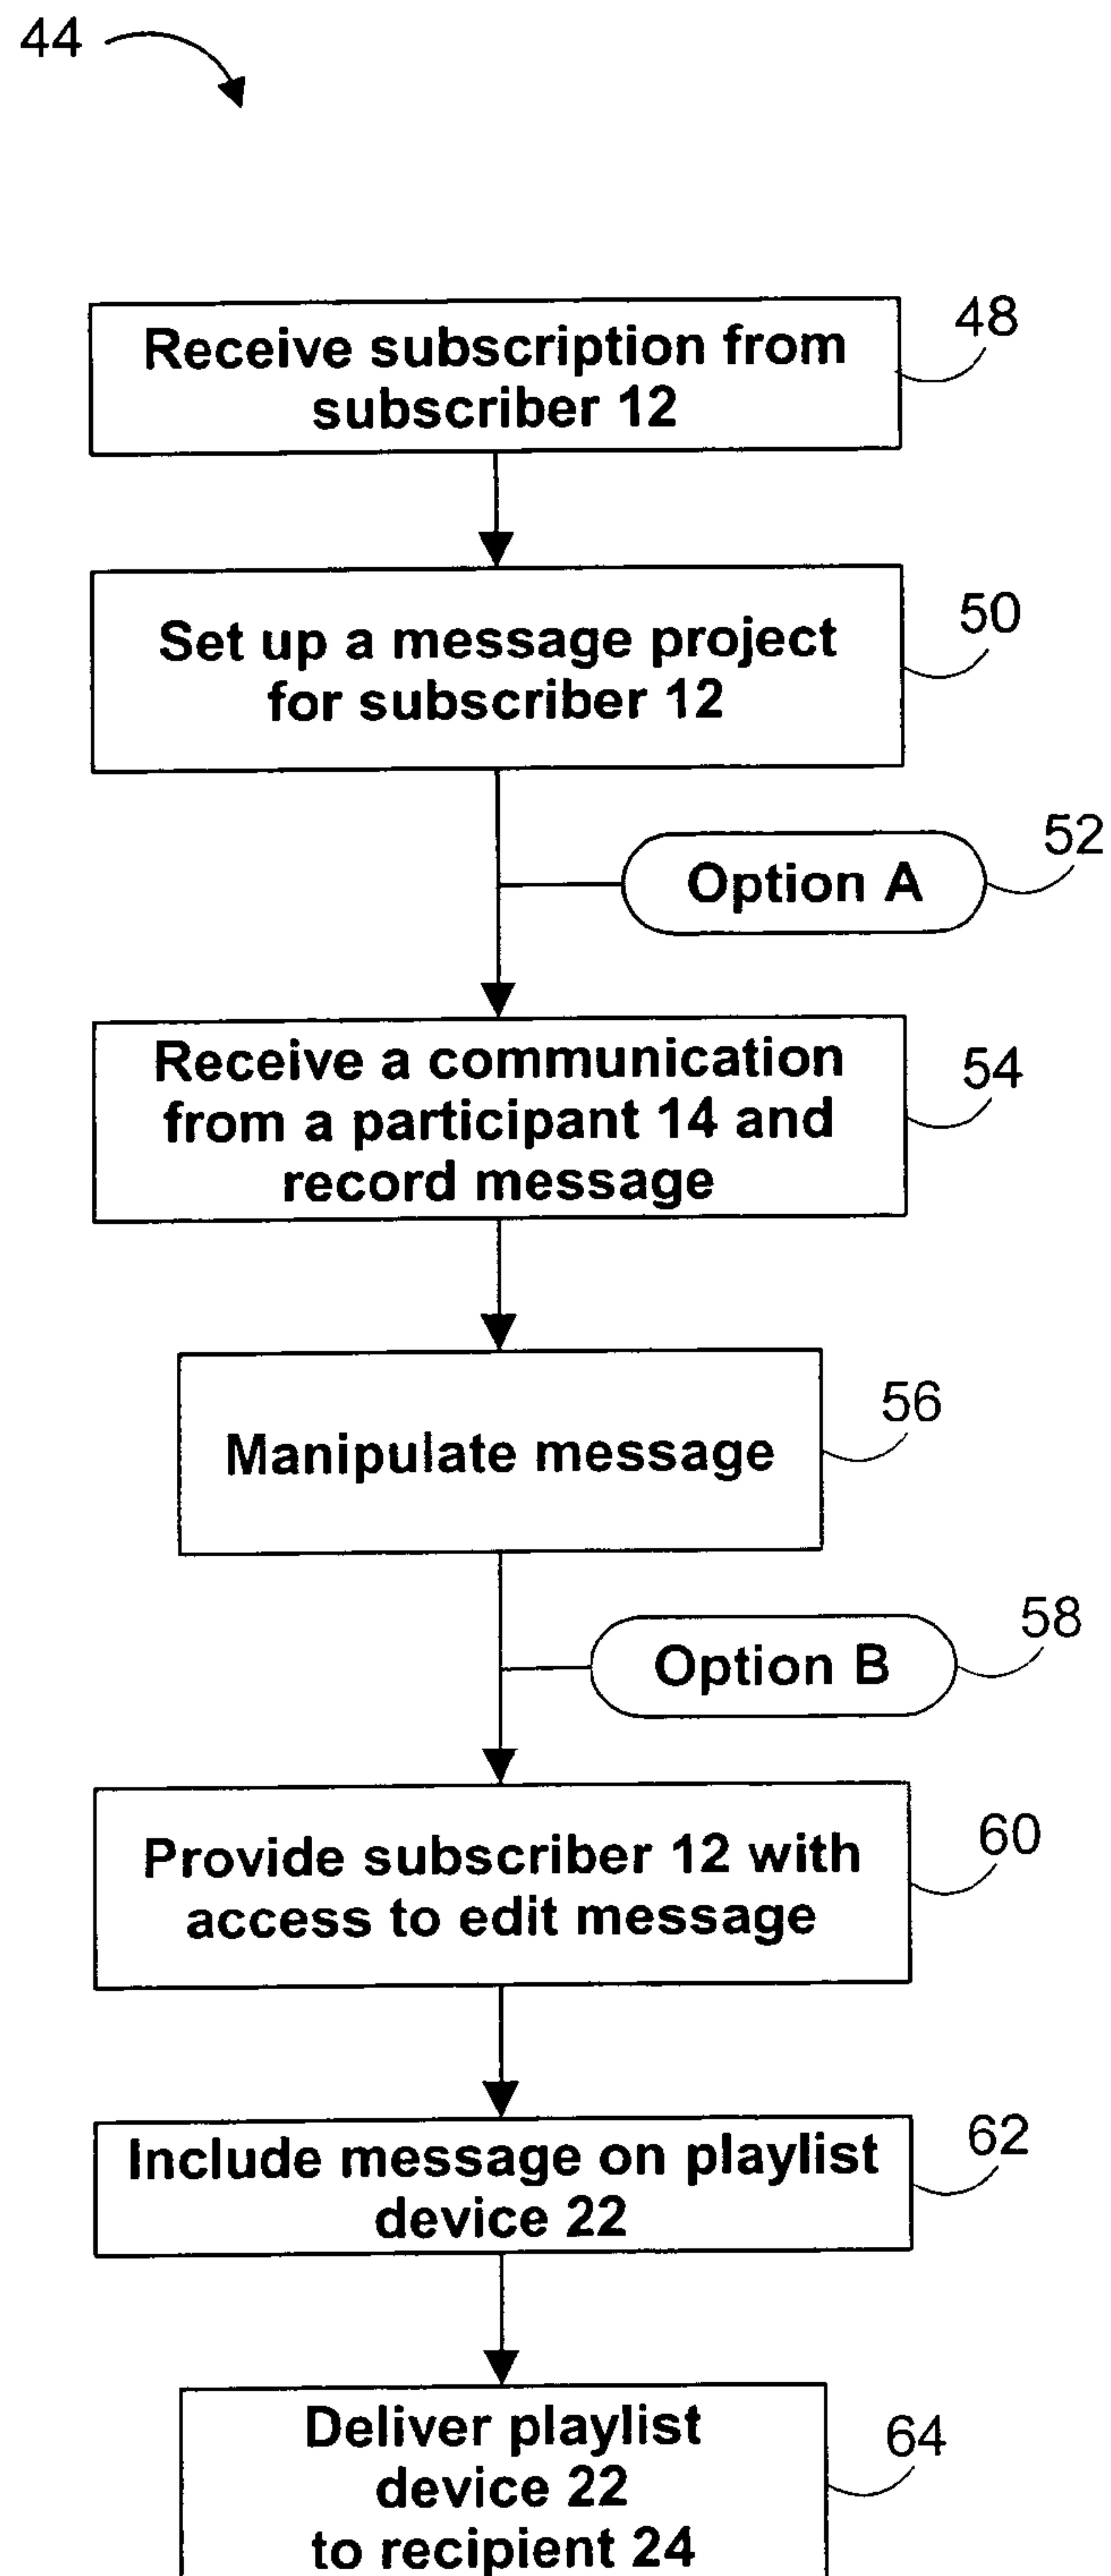 44
Receive subscription from
subscriber 12
48
Set up a message project
for subscriber 12
50
Option A
52
Receive a communication
from a participant 14 and
record message
54
Manipulate message
56
Option B
58
Provide subscriber 12 with
access to edit message
60
Include message on playlist
device 22
62
Deliver playlist
device 22
to recipient 24
64